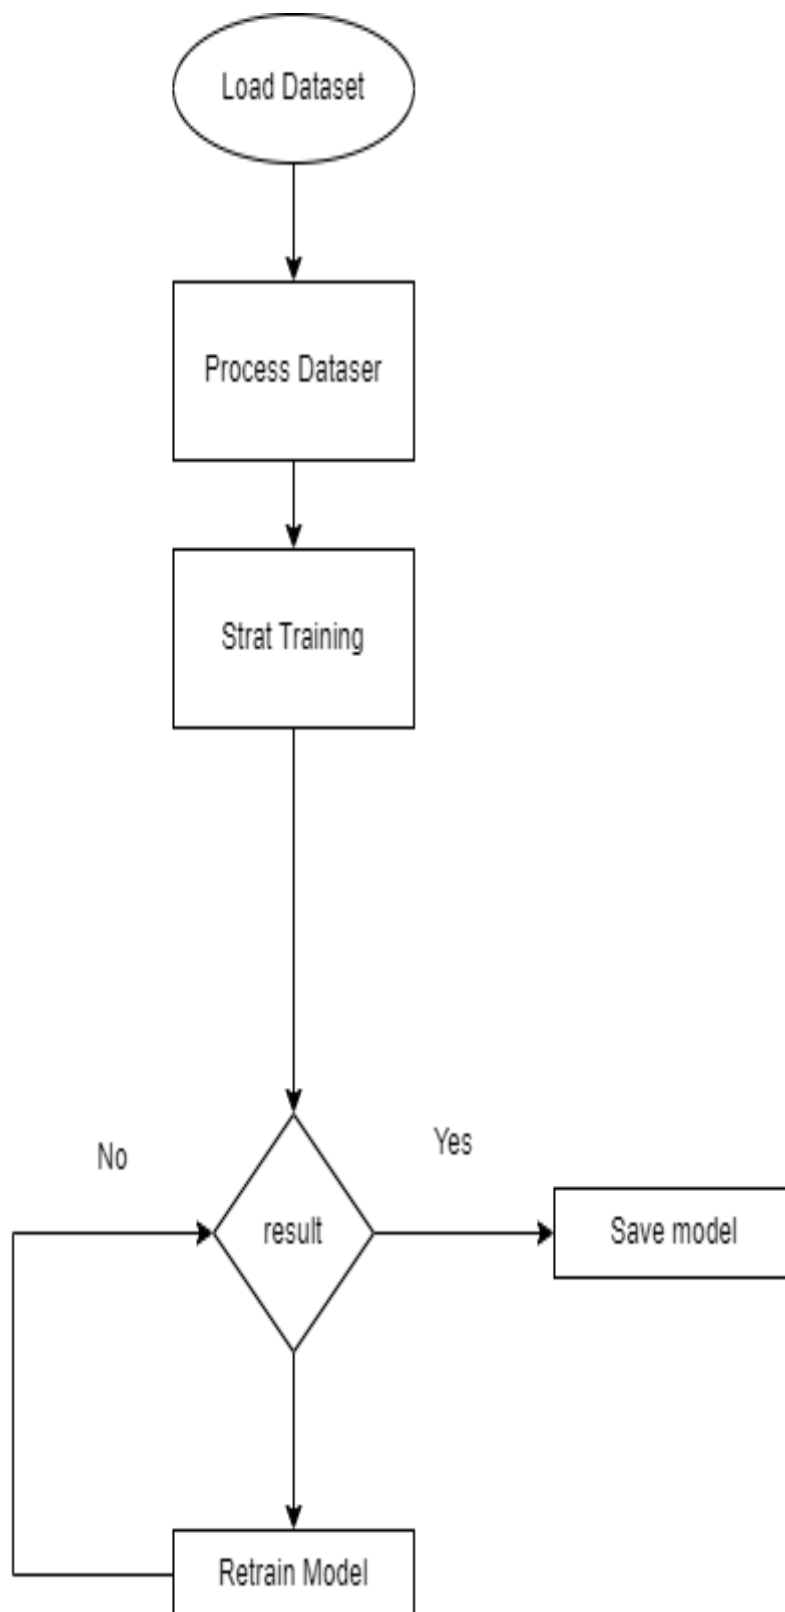 Load Dataset
Process Dataser
Strat Training
No
Yes
result
Save model
Retrain Model